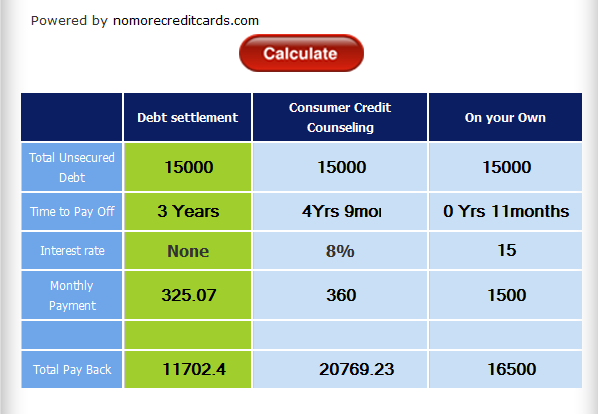 Powered by nomorecreditcards.com
Calculate
Debt settlement
Consumer Credit
Counseling
On your Own
Total Unsecured
Debt
15000
15000
15000
Time to Pay Off
3 Years
4Yrs 9mo
0 Yrs 11months
Interest rate
None
8%
15
Monthly
Payment
325.07
360
1500
Total Pay Back
11702.4
20769.23
16500